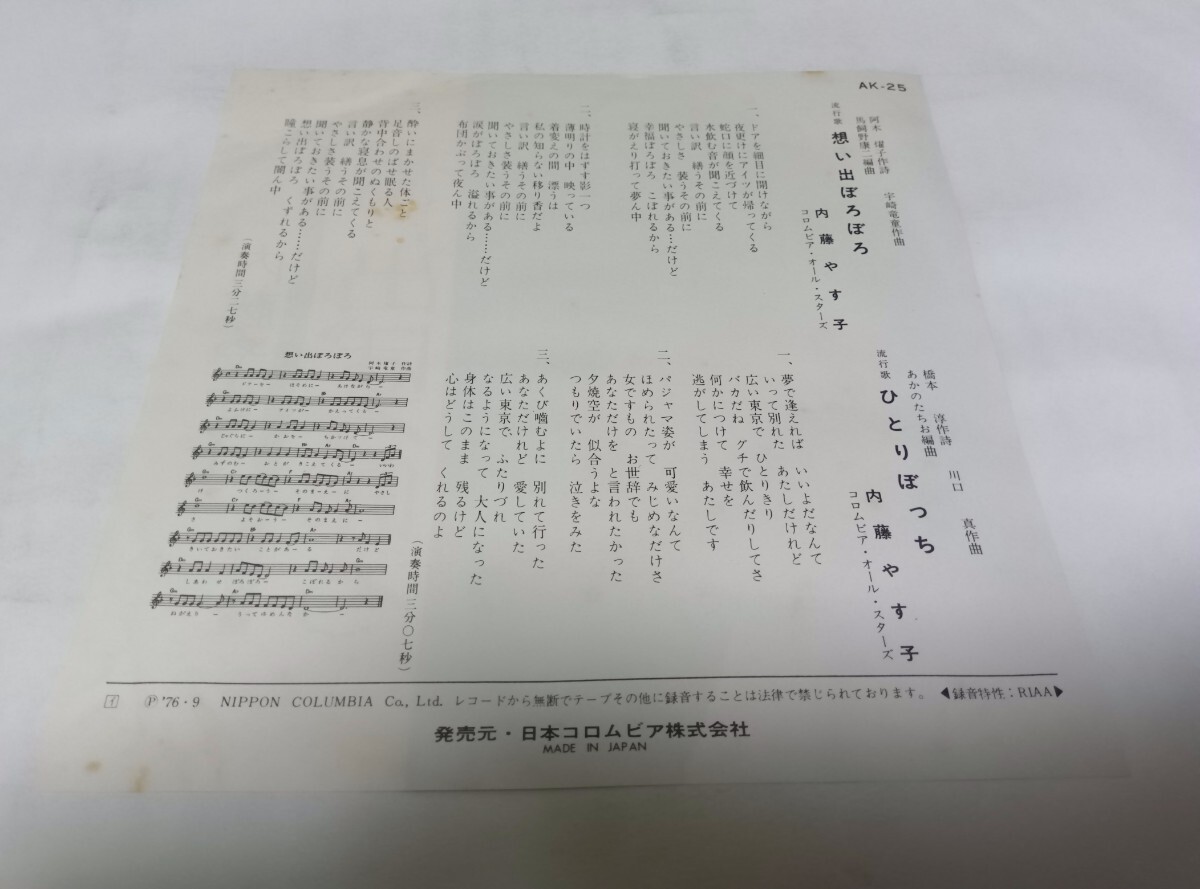 AK-25
阿木燿子作詩 宇崎竜童作曲
馬飼野康二編曲
流行歌 想い出ぼろぼろ
内藤やす子
コロムビア・オール・スターズ
一、ドアを細目に開けながら
夜更けにアイツが帰ってくる
蛇口に顔を近づけて
水飲む音が聞こえてくる
言い訳 繕うその前に
やさしさ 装うその前に
聞いておきたい事がある…だけど
幸福ぼろぼろ こぼれるから
寝がえり打って夢ん中
二、時計をはずす影一つ
薄明りの中 映っている
着変えの間 漂うは
私の知らない移り香だよ
言い訳 繕うその前に
やさしさ装うその前に
聞いておきたい事がある……だけど
涙がぼろぼろ 溢れるから
布団かぶって夜ん中
三、酔いにまかせた体ごと
足音しのばせ眠る人
背中合わせのぬくもりと
静かな寝息が聞こえてくる
言い訳 繕うその前に
やさしさ装うその前に
聞いておきたい事がある……だけど
想い出ぼろぼろ くずれるから
瞳こらして闇ん中
(演奏時間三分二七秒)
橋本 淳作詩 川口 真作曲
あかのたちお編曲
流行歌 ひとりぼっち
内藤やす子
コロムビア・オール・スターズ
一、夢で逢えれば いいよだなんて
いって別れた あたしだけれど
広い東京で ひとりきり
バカだね グチで飲んだりしてさ
何かにつけて 幸せを
逃がしてしまう あたしです
二、パジャマ姿が 可愛いなんて
ほめられたって みじめなだけさ
女ですもの お世辞でも
あなただけを と言われたかった
夕焼空が 似合うよな
つもりでいたら 泣きをみた
三、あくび噛むよに 別れて行った
あなただけれど 愛していた
広い東京で ふたりづれ
なるようになって 大人になった
身体はこのまま 残るけど
心はどうして くれるのよ
(演奏時間三分〇七秒)
想い出ぼろぼろ
阿木燿子 作詩
宇崎竜童 作曲
f Ⓟ '76・9 NIPPON COLUMBIA Co., Ltd. レコードから無断でテープその他に録音することは法律で禁じられております。 ◀録音特性：RIAA▶
発売元・日本コロムビア株式会社
MADE IN JAPAN